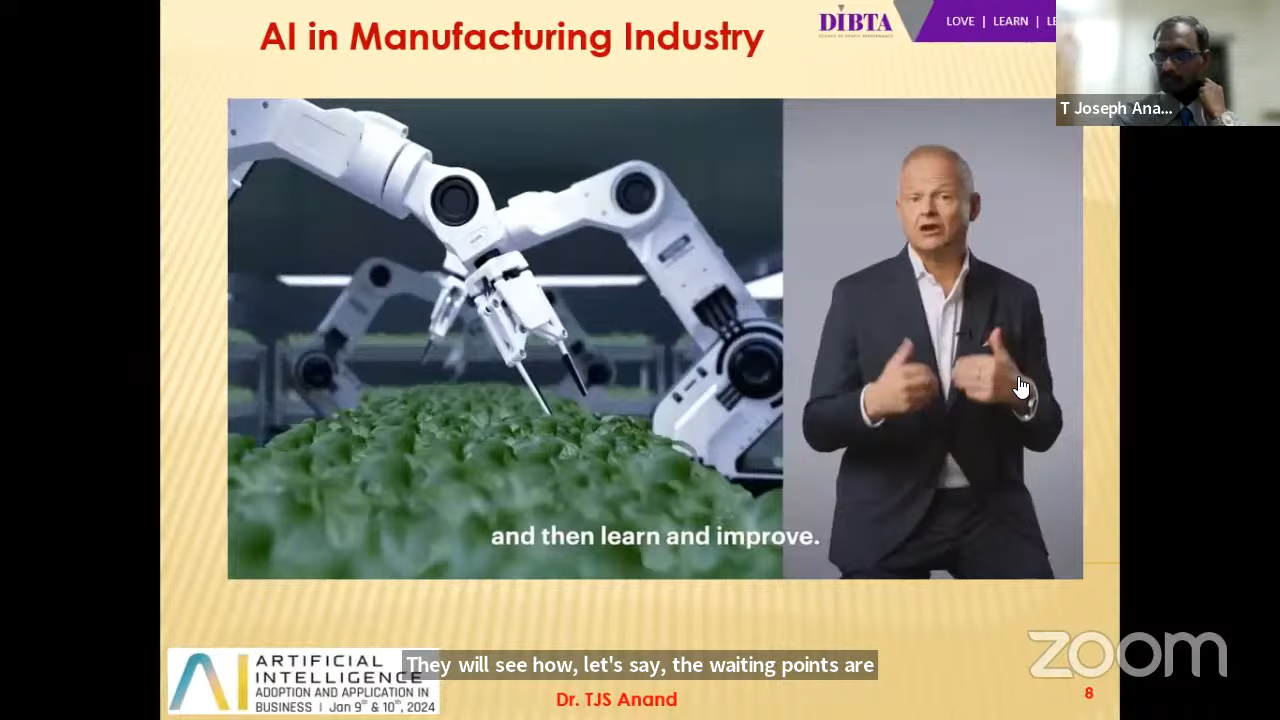 AI in Manufacturing Industry
DIBTA
LOVE | LEARN | LE
T Joseph Ana...
and then learn and improve.
They will see how, let's say, the waiting points are
ARTIFICIAL
INTELLIGENCE
ADOPTION AND APPLICATION IN
BUSINESS | Jan 9th & 10th, 2024
Dr. TJS Anand
8
zoom